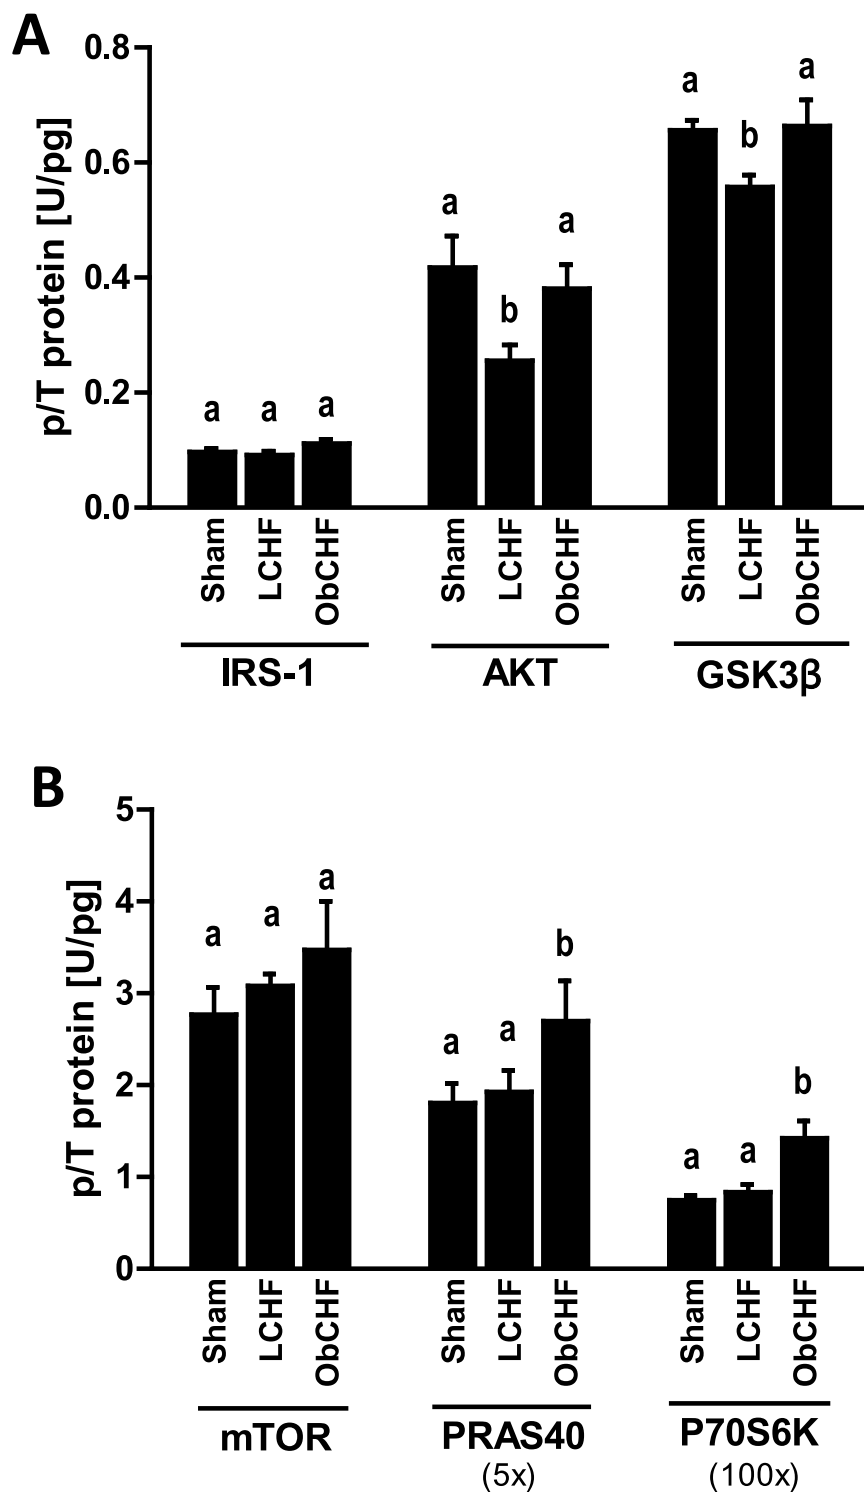 A
p/T protein [U/pg]
0.8
0.6
0.4
0.2
0.0
a a a
a b a
a b a
Sham LCHF ObCHF Sham LCHF ObCHF Sham LCHF ObCHF
IRS-1 AKT GSK3β
B
p/T protein [U/pg]
5
4
3
2
1
0
a a a
a a b
a a b
Sham LCHF ObCHF Sham LCHF ObCHF Sham LCHF ObCHF
mTOR PRAS40 P70S6K
(5x) (100x)